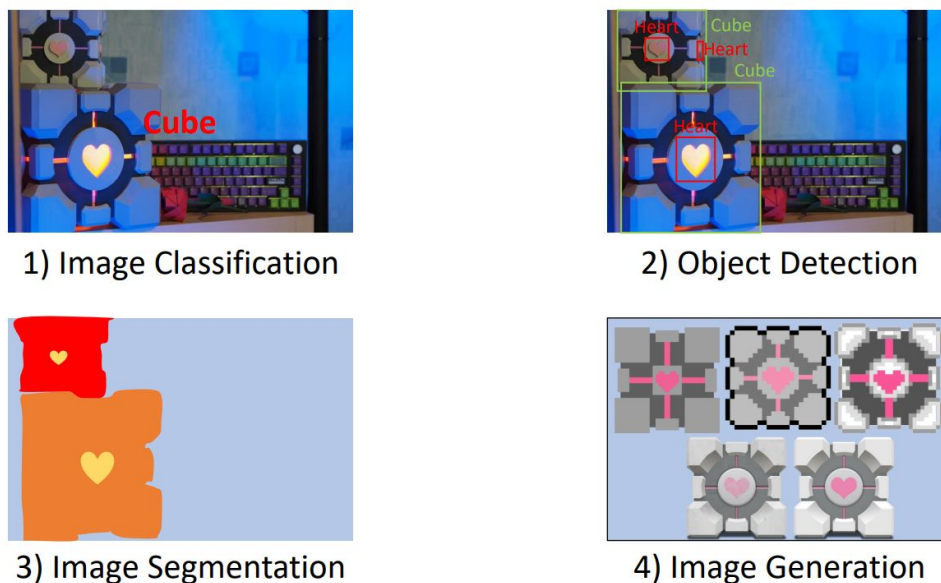 Cube
1) Image Classification
Heart
Cube
Heart
Cube
Heart
2) Object Detection
3) Image Segmentation
4) Image Generation